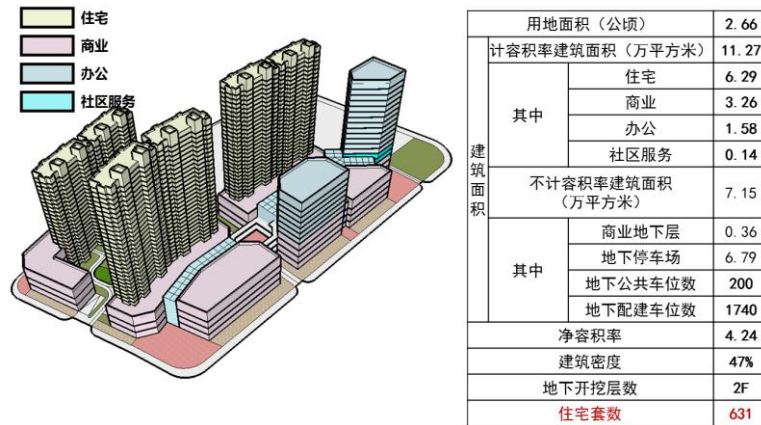 住宅
商业
办公
社区服务
用地面积（公顷） 2.66
建筑面积
计容积率建筑面积（万平方米） 11.27
其中
住宅 6.29
商业 3.26
办公 1.58
社区服务 0.14
不计容积率建筑面积
（万平方米） 7.15
其中
商业地下层 0.36
地下停车场 6.79
地下公共车位数 200
地下配建车位数 1740
净容积率 4.24
建筑密度 47%
地下开挖层数 2F
住宅套数 631